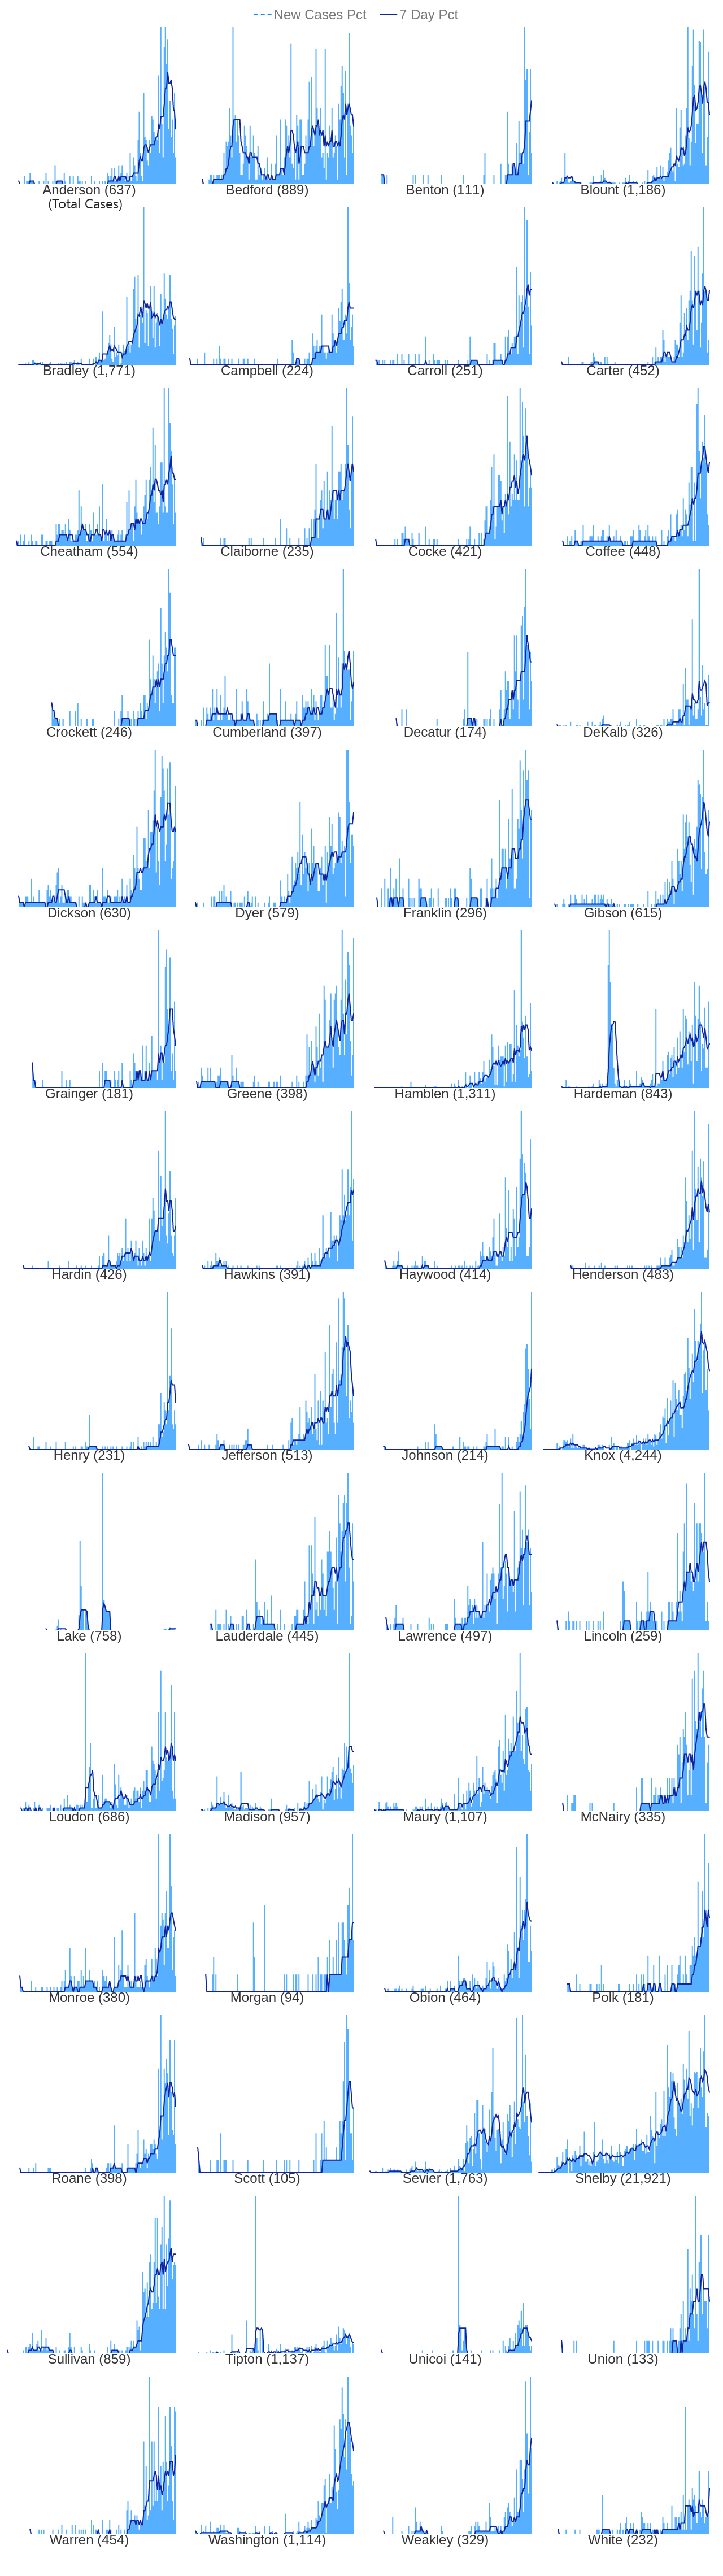 New Cases Pct 7 Day Pct
Anderson (637) Bedford (889) Benton (111) Blount (1,186)
(Total Cases)
Bradley (1,771) Campbell (224) Carroll (251) Carter (452)
Cheatham (554) Claiborne (235) Cocke (421) Coffee (448)
Crockett (246) Cumberland (397) Decatur (174) DeKalb (326)
Dickson (630) Dyer (579) Franklin (296) Gibson (615)
Grainger (181) Greene (398) Hamblen (1,311) Hardeman (843)
Hardin (426) Hawkins (391) Haywood (414) Henderson (483)
Henry (231) Jefferson (513) Johnson (214) Knox (4,244)
Lake (758) Lauderdale (445) Lawrence (497) Lincoln (259)
Loudon (686) Madison (957) Maury (1,107) McNairy (335)
Monroe (380) Morgan (94) Obion (464) Polk (181)
Roane (398) Scott (105) Sevier (1,763) Shelby (21,921)
Sullivan (859) Tipton (1,137) Unicoi (141) Union (133)
Warren (454) Washington (1,114) Weakley (329) White (232)